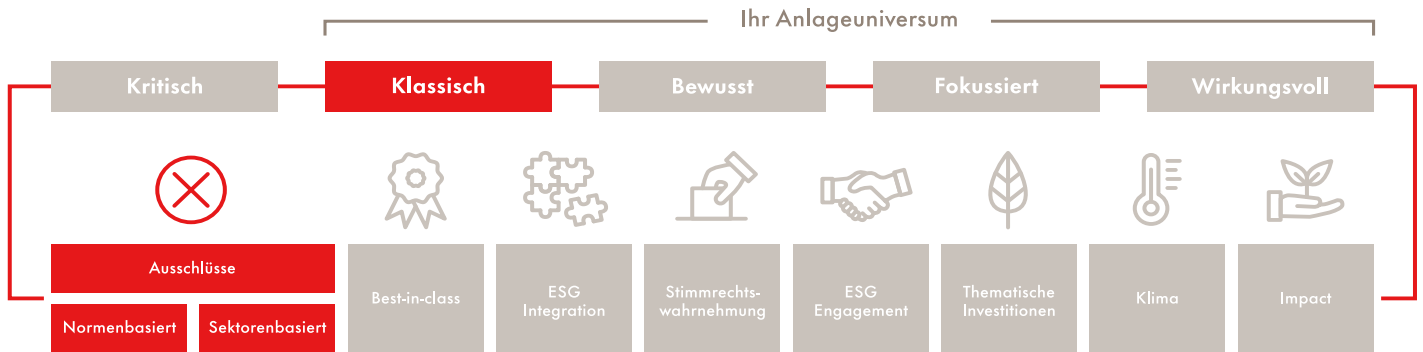 Ihr Anlageuniversum
Kritisch
Klassisch
Bewusst
Fokussiert
Wirkungsvoll
Ausschlüsse
Normenbasiert
Sektorenbasiert
Best-in-class
ESG
Integration
Stimmrechts-
wahrnehmung
ESG
Engagement
Thematische
Investitionen
Klima
Impact